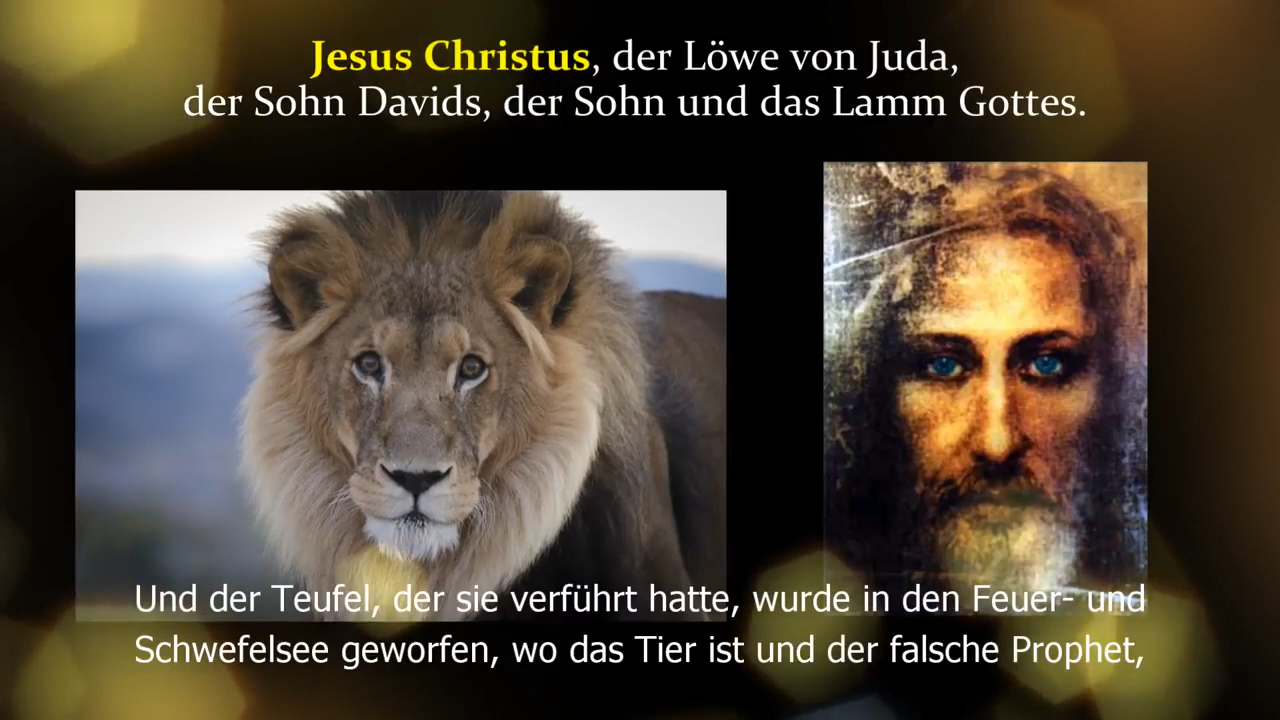 Jesus Christus, der Löwe von Juda,
der Sohn Davids, der Sohn und das Lamm Gottes.
Und der Teufel, der sie verführt hatte, wurde in den Feuer- und
Schwefelsee geworfen, wo das Tier ist und der falsche Prophet,